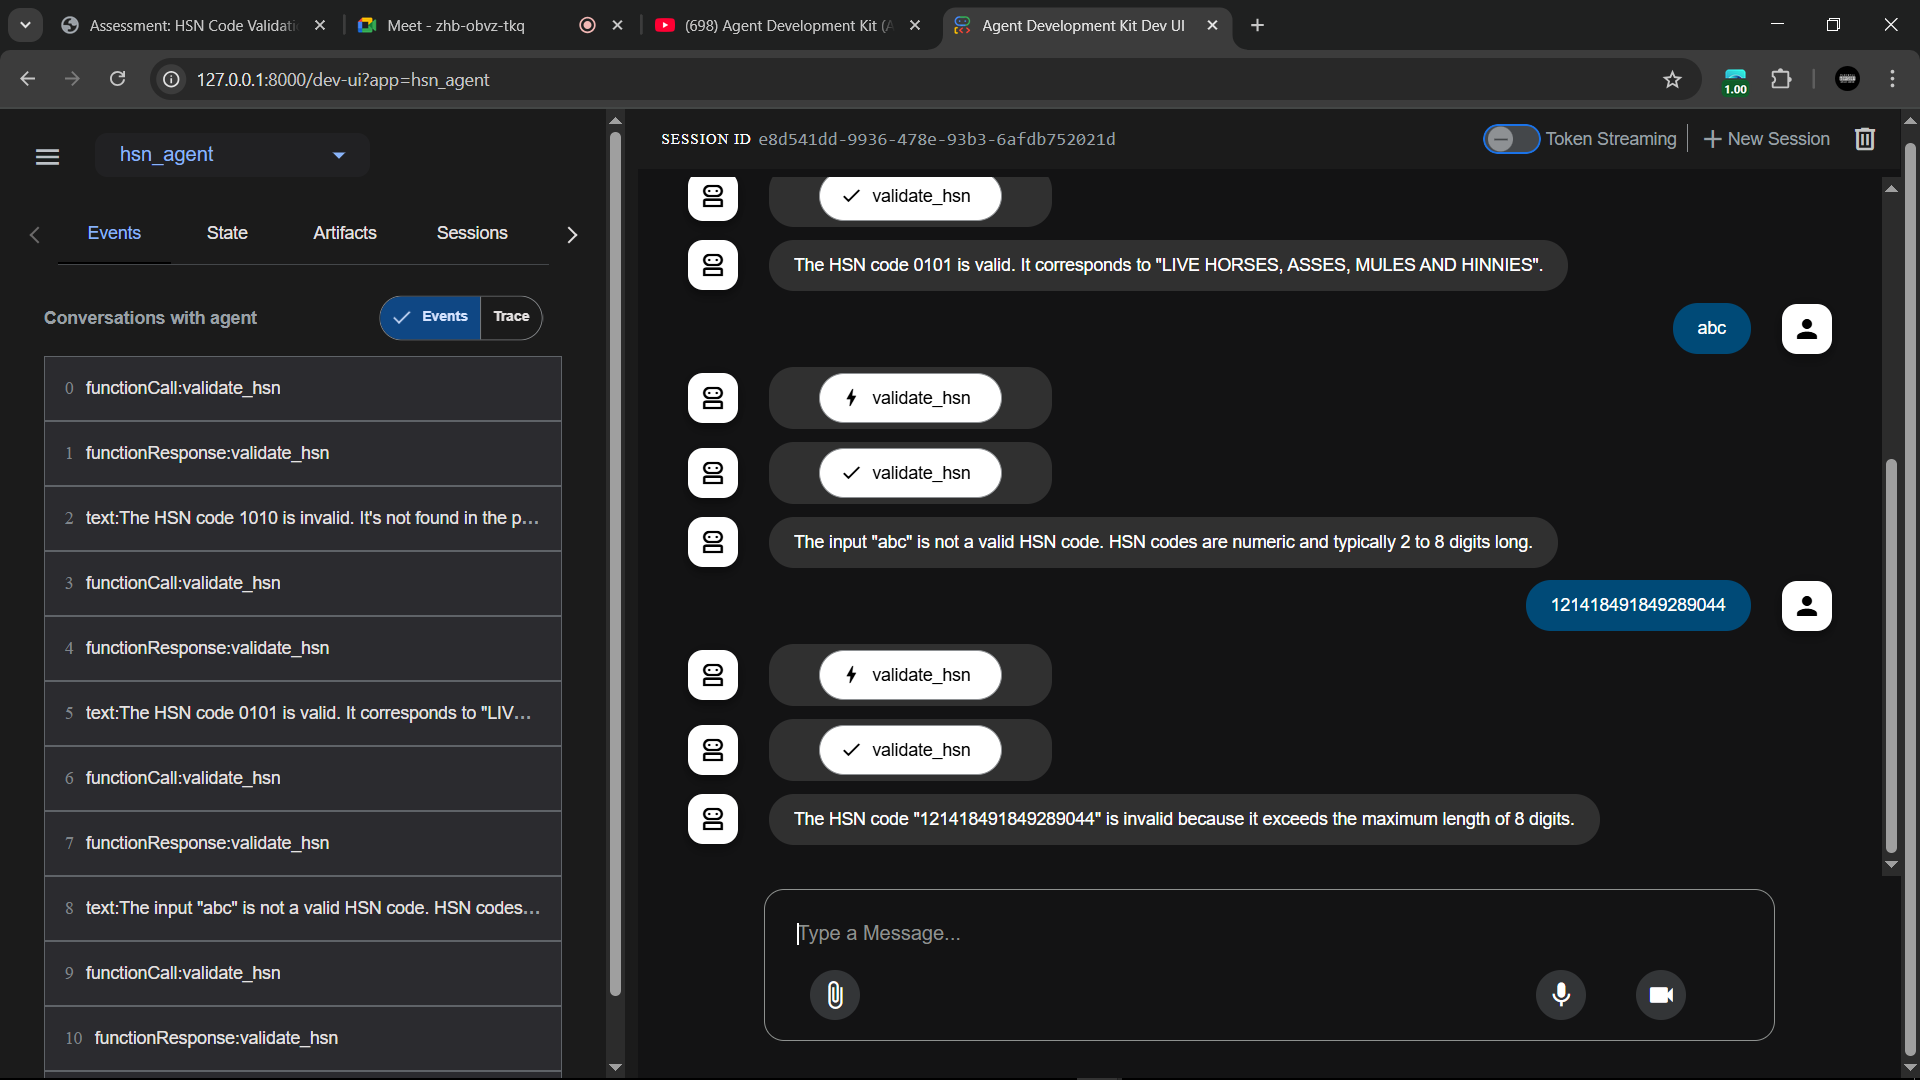 Assessment: HSN Code Validati
Meet - zhb-obvz-tkq
(698) Agent Development Kit (A
Agent Development Kit Dev UI
127.0.0.1:8000/dev-ui?app=hsn_agent
1.00
hsn_agent
Events
State
Artifacts
Sessions
Conversations with agent
Events
Trace
0 functionCall:validate_hsn
1 functionResponse:validate_hsn
2 text:The HSN code 1010 is invalid. It's not found in the p...
3 functionCall:validate_hsn
4 functionResponse:validate_hsn
5 text:The HSN code 0101 is valid. It corresponds to "LIV...
6 functionCall:validate_hsn
7 functionResponse:validate_hsn
8 text:The input "abc" is not a valid HSN code. HSN codes...
9 functionCall:validate_hsn
10 functionResponse:validate_hsn
SESSION ID e8d541dd-9936-478e-93b3-6afdb752021d
Token Streaming
New Session
validate_hsn
The HSN code 0101 is valid. It corresponds to "LIVE HORSES, ASSES, MULES AND HINNIES".
abc
validate_hsn
validate_hsn
The input "abc" is not a valid HSN code. HSN codes are numeric and typically 2 to 8 digits long.
121418491849289044
validate_hsn
validate_hsn
The HSN code "121418491849289044" is invalid because it exceeds the maximum length of 8 digits.
Type a Message...